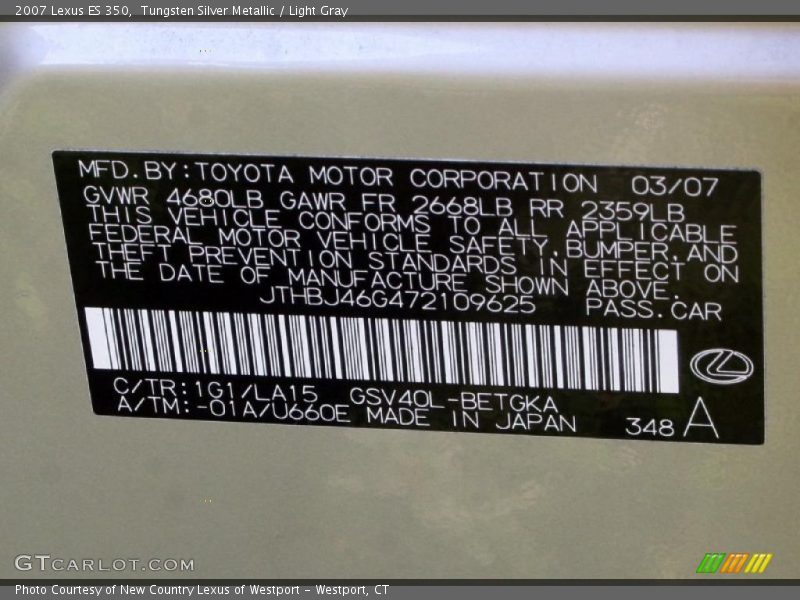 2007 Lexus ES 350,  Tungsten Silver Metallic / Light Gray
MFD.BY:TOYOTA MOTOR CORPORATION 03/07
GVWR 4680LB GAWR FR 2668LB RR 2359LB
THIS VEHICLE CONFORMS TO ALL APPLICABLE
FEDERAL MOTOR VEHICLE SAFETY,BUMPER,AND
THEFT PREVENTION STANDARDS IN EFFECT ON
THE DATE OF MANUFACTURE SHOWN ABOVE.
JTHBJ46G472109625 PASS.CAR
C/TR:1G1/LA15 GSV40L-BETGKA
A/TM:-01A/U660E MADE IN JAPAN 348 A
GTCARLOT.COM
Photo Courtesy of New Country Lexus of Westport - Westport, CT